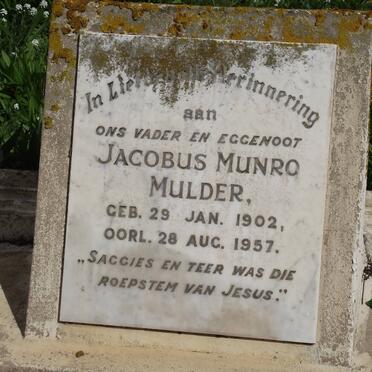 In Liefdevolle Herinnering
aan
ONS VADER EN EGGENOOT
JACOBUS MUNRO
MULDER,
GEB. 29 JAN. 1902,
OORL. 28 AUG. 1957.
„SAGGIES EN TEER WAS DIE
ROEPSTEM VAN JESUS."